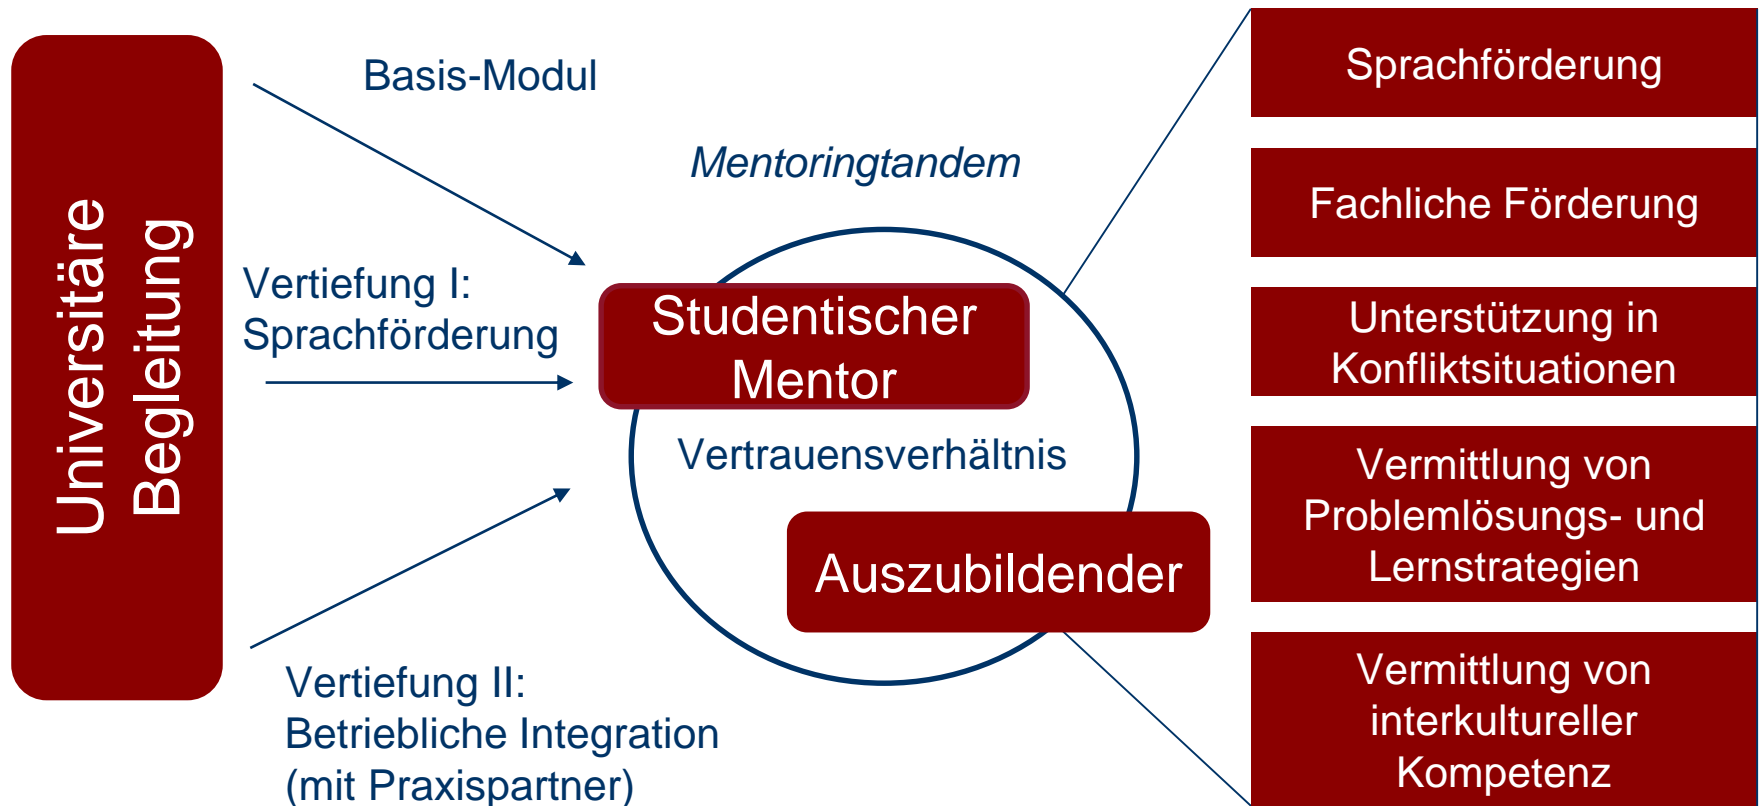 Universitäre
Begleitung
Basis-Modul
Vertiefung I:
Sprachförderung
Vertiefung II:
Betriebliche Integration
(mit Praxispartner)
Mentoringtandem
Studentischer
Mentor
Vertrauensverhältnis
Auszubildender
Sprachförderung
Fachliche Förderung
Unterstützung in
Konfliktsituationen
Vermittlung von
Problemlösungs- und
Lernstrategien
Vermittlung von
interkultureller
Kompetenz